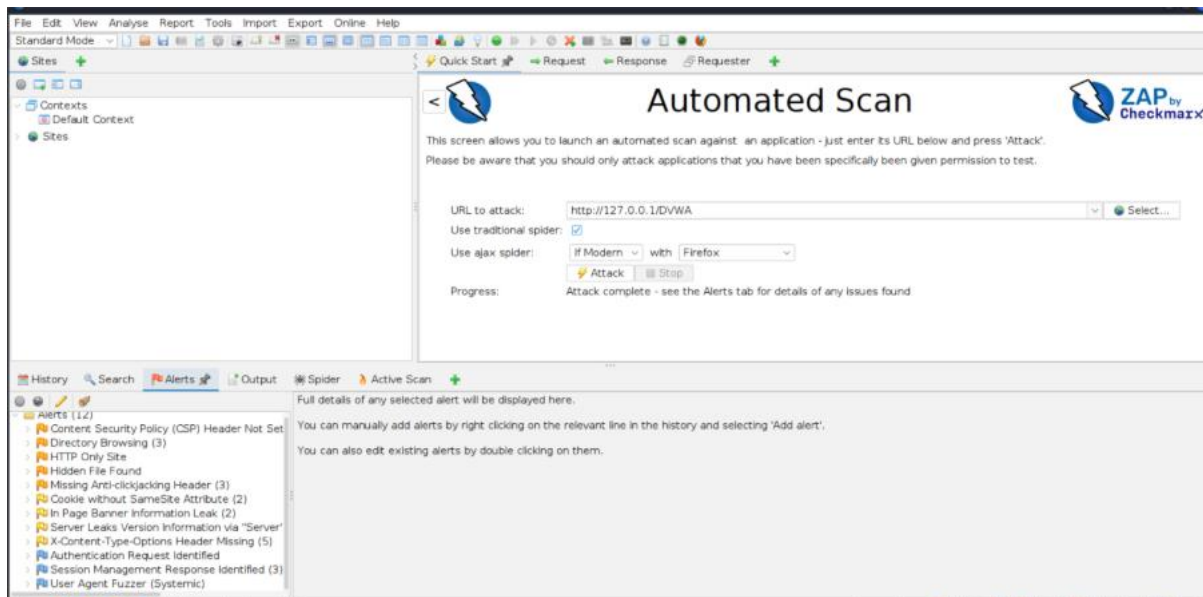 File Edit View Analyse Report Tools Import Export Online Help
Standard Mode
Sites
Quick Start Request Response Requester
Contexts
Default Context
Sites
<
Automated Scan
ZAP by
Checkmarx
This screen allows you to launch an automated scan against an application - just enter its URL below and press 'Attack'.
Please be aware that you should only attack applications that you have been specifically been given permission to test.
URL to attack: http://127.0.0.1/DVWA Select...
Use traditional spider:
Use ajax spider: If Modern with Firefox
Attack Stop
Progress: Attack complete - see the Alerts tab for details of any issues found
History Search Alerts Output Spider Active Scan
Alerts (12)
Content Security Policy (CSP) Header Not Set
Directory Browsing (3)
HTTP Only Site
Hidden File Found
Missing Anti-clickjacking Header (3)
Cookie without SameSite Attribute (2)
In Page Banner Information Leak (2)
Server Leaks Version Information via "Server"
X-Content-Type-Options Header Missing (5)
Authentication Request Identified
Session Management Response Identified (3)
User Agent Fuzzer (Systemic)
Full details of any selected alert will be displayed here.
You can manually add alerts by right clicking on the relevant line in the history and selecting 'Add alert'.
You can also edit existing alerts by double clicking on them.